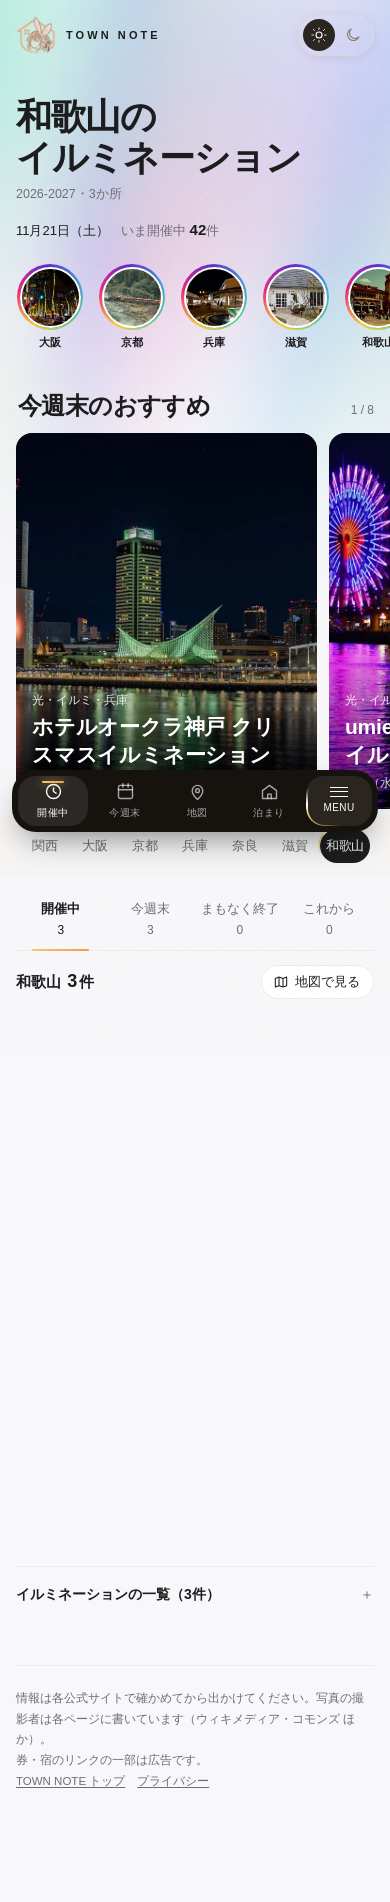 TOWN NOTE
和歌山の
イルミネーション
2026-2027・3か所
11月21日（土） いま開催中 42件
大阪 京都 兵庫 滋賀 和歌山
今週末のおすすめ 1 / 8
光・イルミ・兵庫
ホテルオークラ神戸 クリ
スマスイルミネーション
光・イル
umie
イル
開催中 今週末 地図 泊まり MENU
関西 大阪 京都 兵庫 奈良 滋賀 和歌山
開催中 今週末 まもなく終了 これから
3 3 0 0
和歌山 3件 地図で見る
イルミネーションの一覧（3件） +
情報は各公式サイトで確かめてから出かけてください。写真の撮
影者は各ページに書いています（ウィキメディア・コモンズ ほ
か）。
券・宿のリンクの一部は広告です。
TOWN NOTE トップ プライバシー